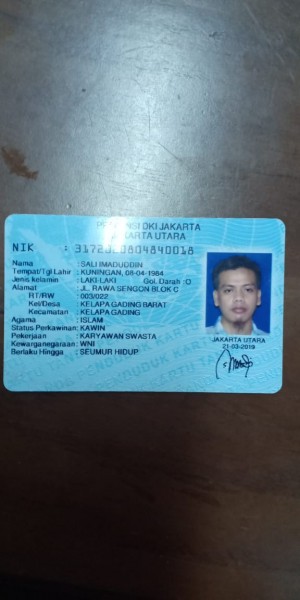 PROVINSI DKI JAKARTA
JAKARTA UTARA
NIK :
Nama : SALI IMADUDDIN
Tempat/Tgl Lahir : KUNINGAN, 08-04-1984
Jenis kelamin : LAKI-LAKI Gol. Darah :O
Alamat : JL. RAWA SENGON BLOK C
RT/RW : 003/022
Kel/Desa : KELAPA GADING BARAT
Kecamatan : KELAPA GADING
Agama : ISLAM
Status Perkawinan: KAWIN
Pekerjaan : KARYAWAN SWASTA
Kewarganegaraan: WNI
Berlaku Hingga : SEUMUR HIDUP
JAKARTA UTARA
21-03-2019